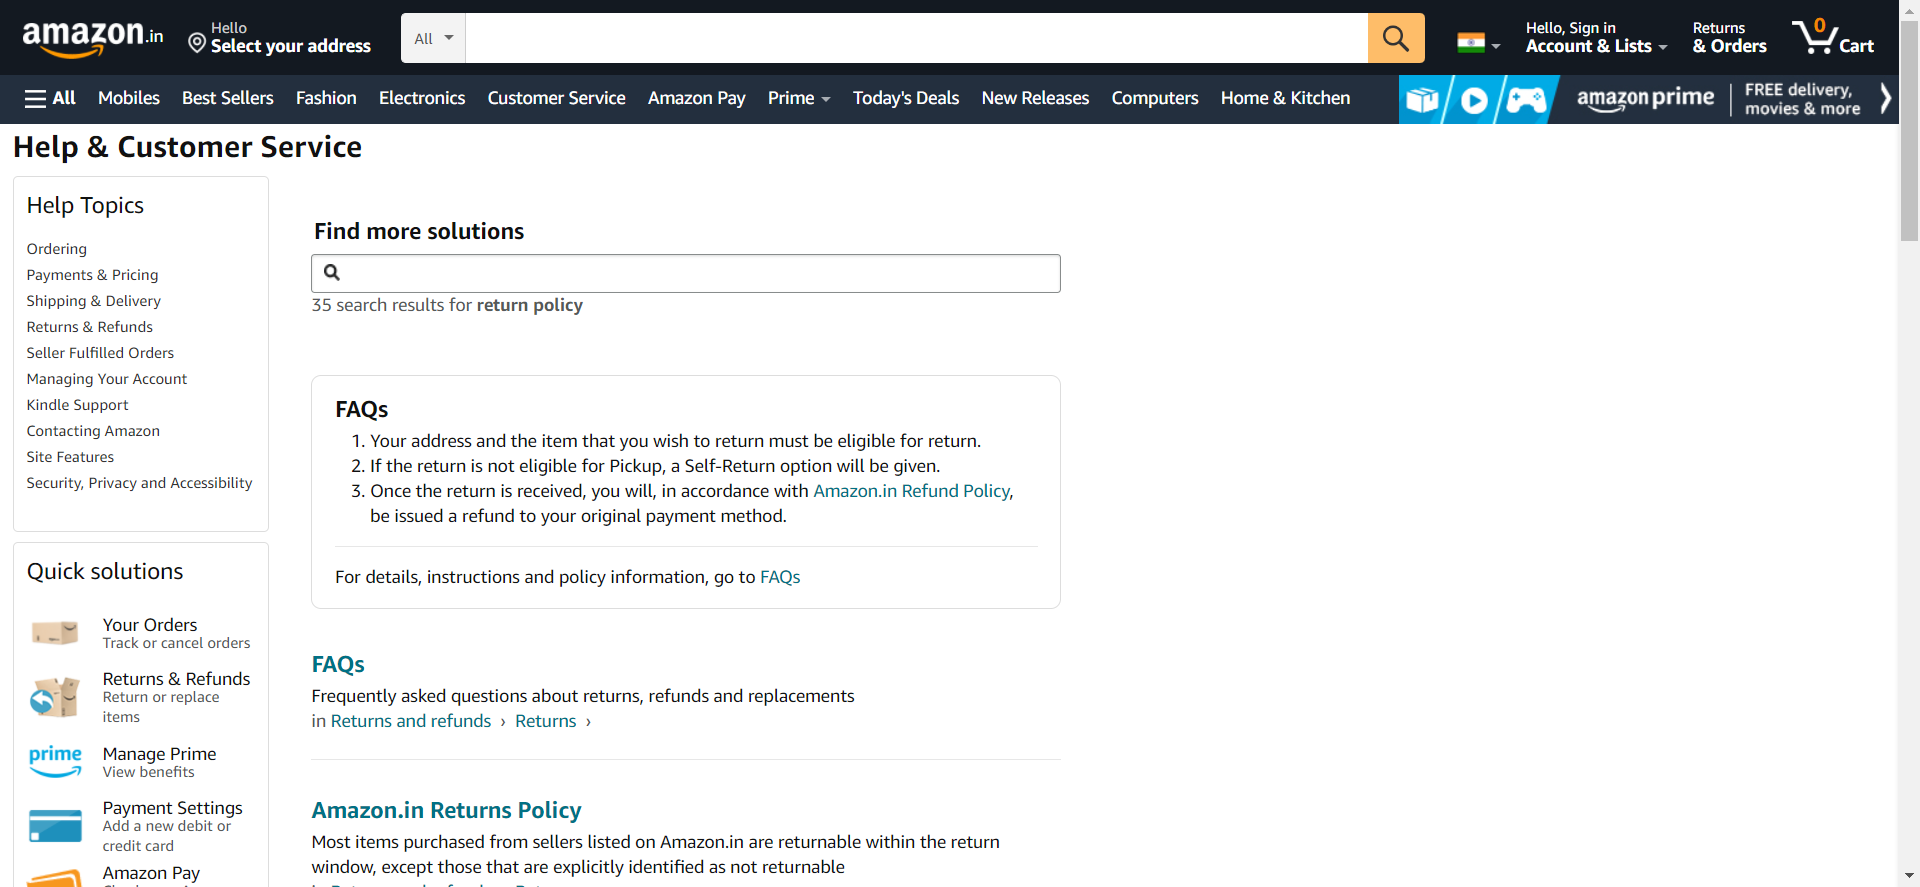 amazon.in
Hello
Select your address
All
Hello, Sign in
Account & Lists
Returns
& Orders
0
Cart
All
Mobiles
Best Sellers
Fashion
Electronics
Customer Service
Amazon Pay
Prime
Today's Deals
New Releases
Computers
Home & Kitchen
amazon prime
FREE delivery,
movies & more
Help & Customer Service
Help Topics
Ordering
Payments & Pricing
Shipping & Delivery
Returns & Refunds
Seller Fulfilled Orders
Managing Your Account
Kindle Support
Contacting Amazon
Site Features
Security, Privacy and Accessibility
Quick solutions
Your Orders
Track or cancel orders
Returns & Refunds
Return or replace
items
prime
Manage Prime
View benefits
Payment Settings
Add a new debit or
credit card
Amazon Pay
Find more solutions
35 search results for return policy
FAQs
1. Your address and the item that you wish to return must be eligible for return.
2. If the return is not eligible for Pickup, a Self-Return option will be given.
3. Once the return is received, you will, in accordance with Amazon.in Refund Policy,
be issued a refund to your original payment method.
For details, instructions and policy information, go to FAQs
FAQs
Frequently asked questions about returns, refunds and replacements
in Returns and refunds › Returns ›
Amazon.in Returns Policy
Most items purchased from sellers listed on Amazon.in are returnable within the return
window, except those that are explicitly identified as not returnable